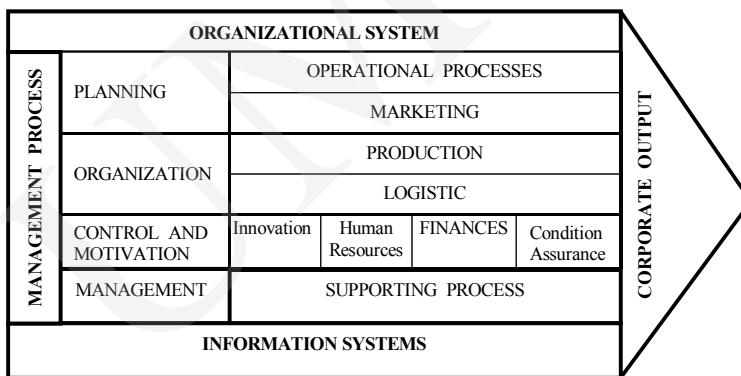 ORGANIZATIONAL SYSTEM
MANAGEMENT PROCESS
PLANNING
OPERATIONAL PROCESSES
MARKETING
ORGANIZATION
PRODUCTION
LOGISTIC
CONTROL AND
MOTIVATION
Innovation
Human
Resources
FINANCES
Condition
Assurance
MANAGEMENT
SUPPORTING PROCESS
INFORMATION SYSTEMS
CORPORATE OUTPUT
UM